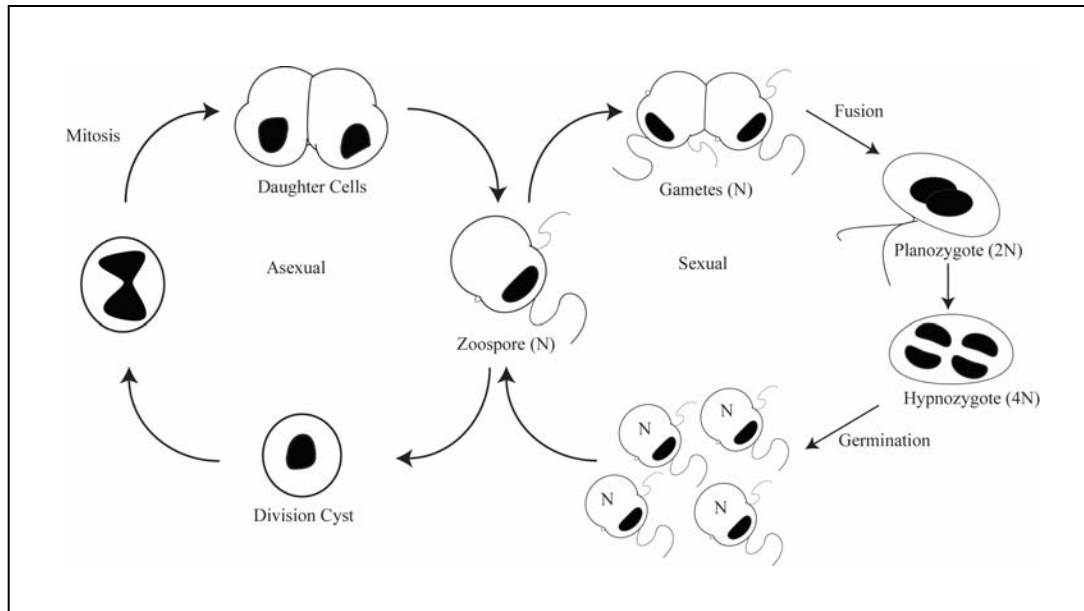 Mitosis
Daughter Cells
Asexual
Division Cyst
Zoospore (N)
Gametes (N)
Fusion
Sexual
Planozygote (2N)
Hypnozygote (4N)
Germination
N
N
N
N